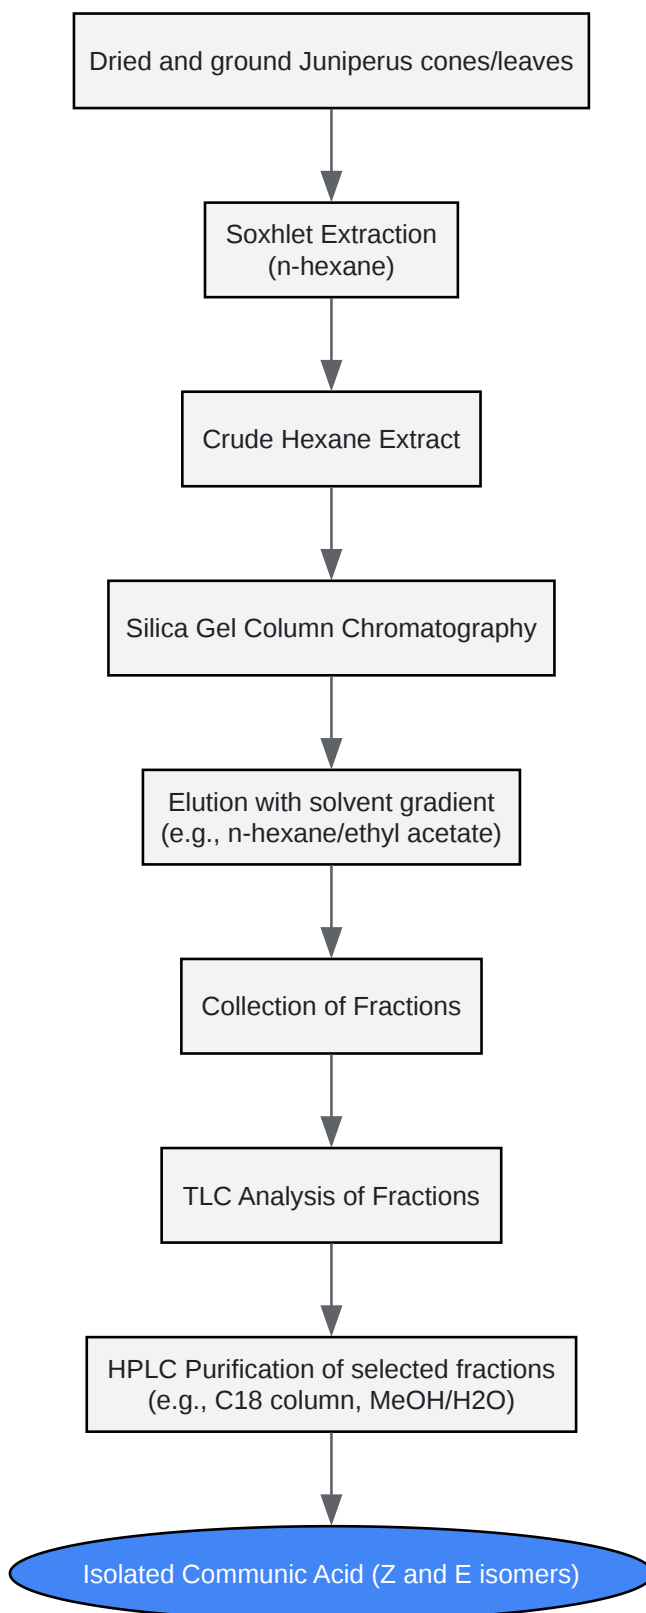 Dried and ground Juniperus cones/leaves
Soxhlet Extraction
(n-hexane)
Crude Hexane Extract
Silica Gel Column Chromatography
Elution with solvent gradient
(e.g., n-hexane/ethyl acetate)
Collection of Fractions
TLC Analysis of Fractions
HPLC Purification of selected fractions
(e.g., C18 column, MeOH/H2O)
Isolated Communic Acid (Z and E isomers)